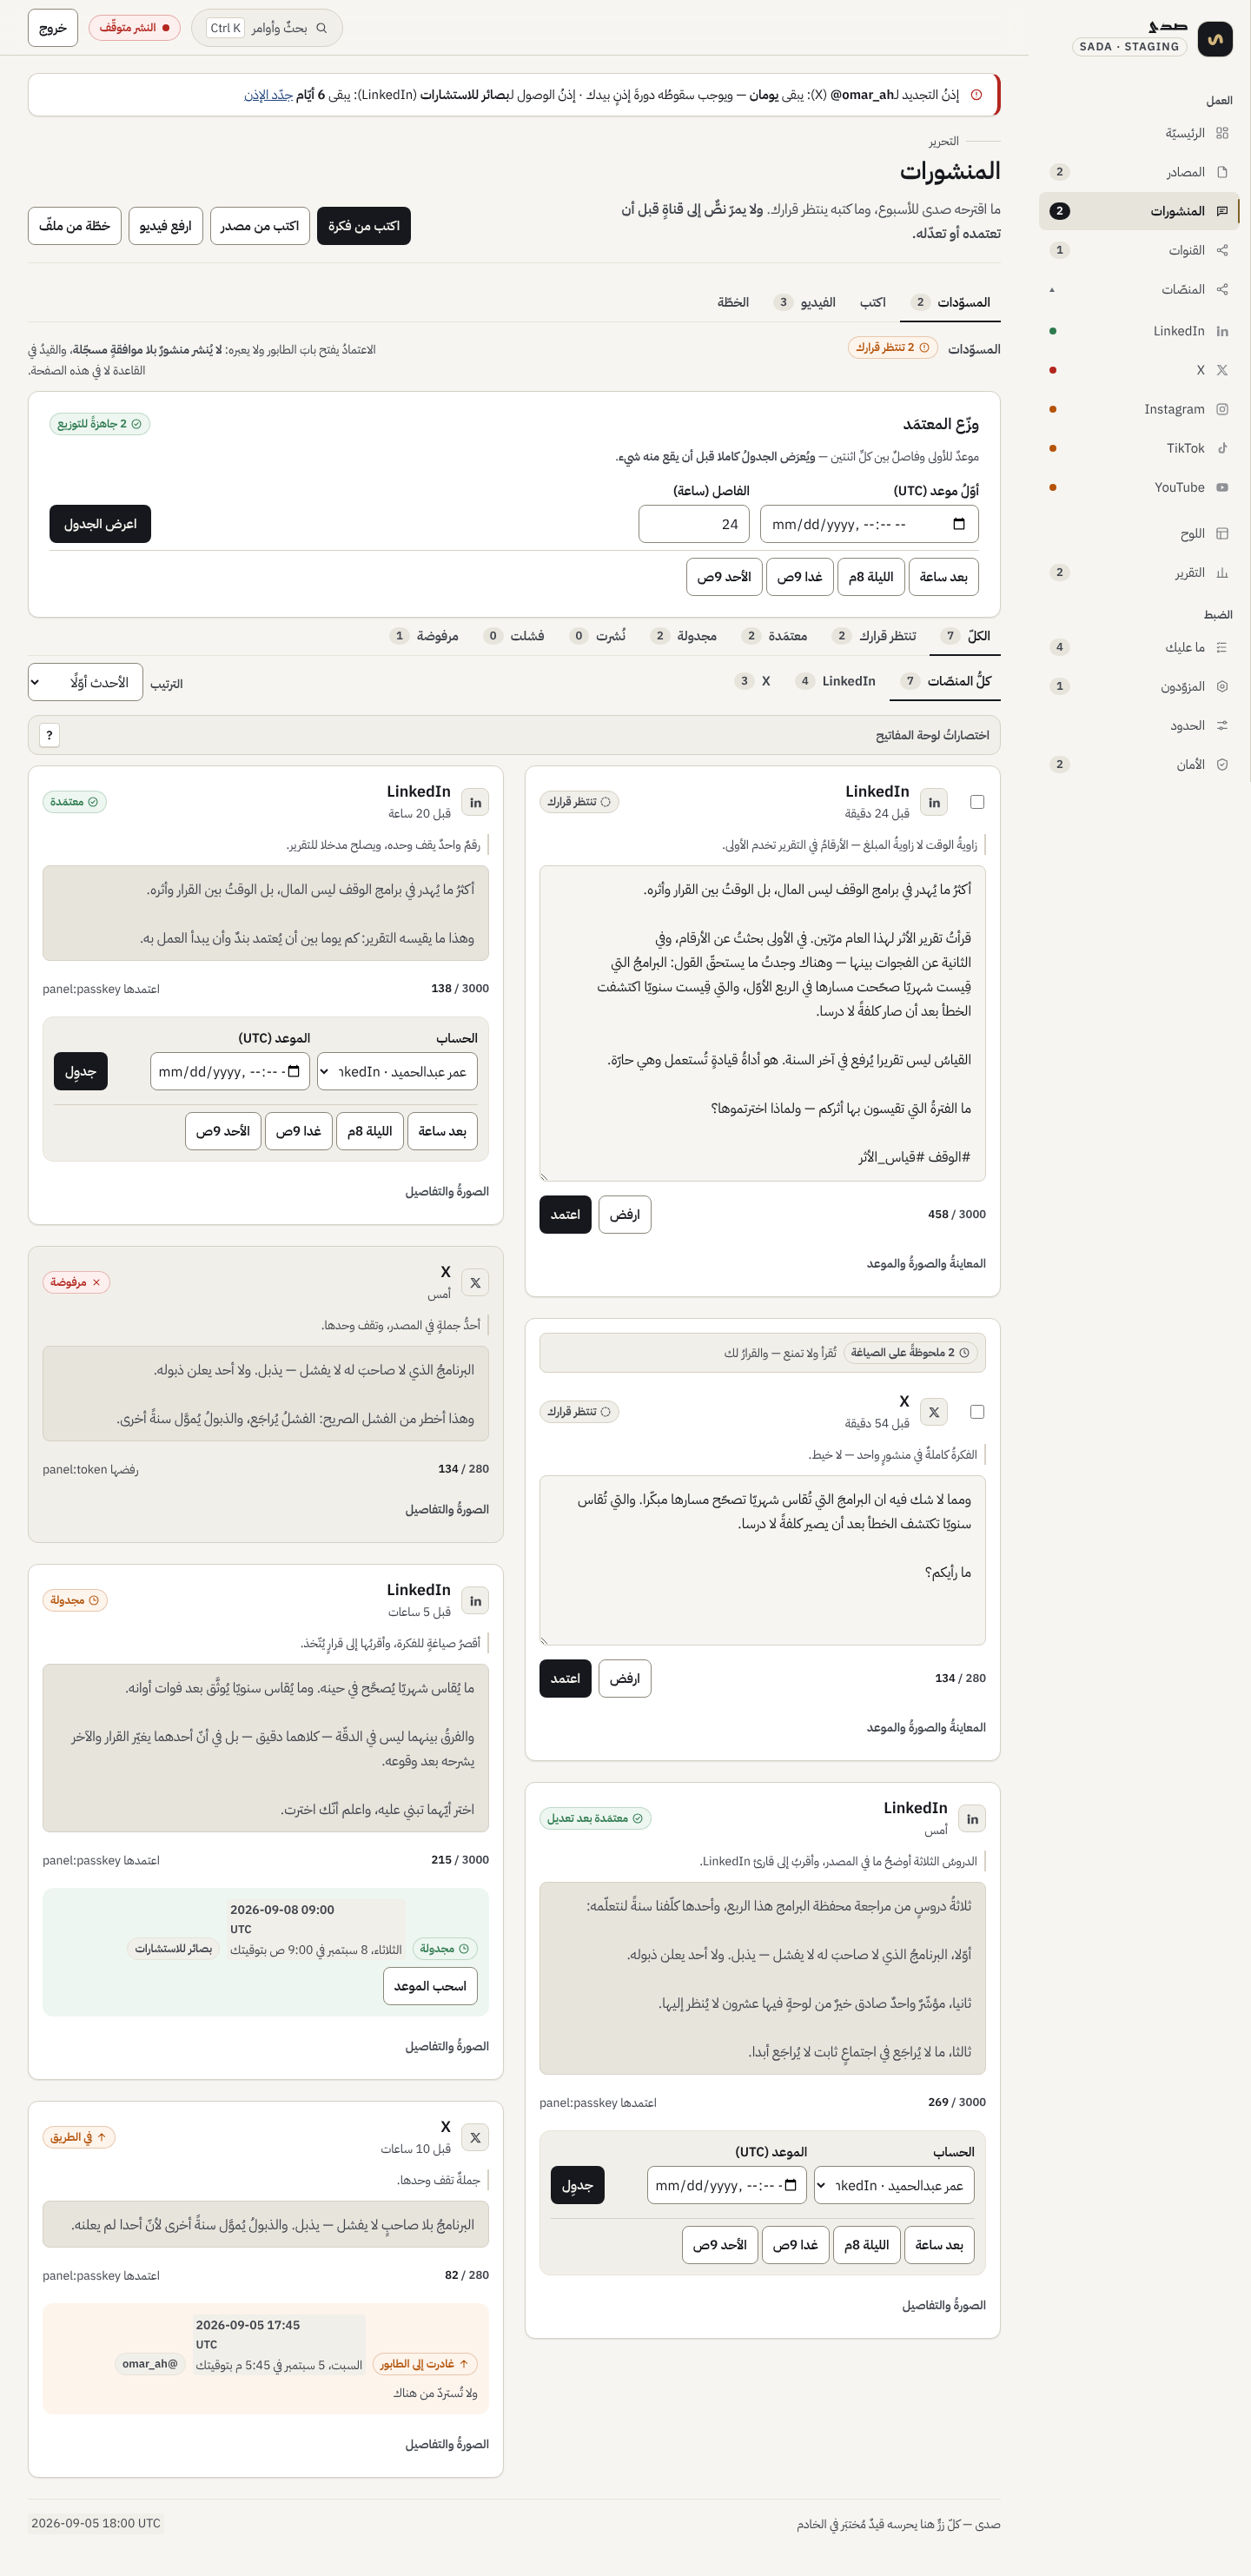 صدى
SADA · STAGING
العمل
الرئيسيّة
المصادر 2
المنشورات 2
القنوات 1
المنصّات
LinkedIn
X
Instagram
TikTok
YouTube
اللوح
التقرير 2
الضبط
ما عليك 4
المزوّدون 1
الحدود
الأمان 2
بحثٌ وأوامر Ctrl K
النشر متوقّف
خروج
إذنُ التجديد لـ@omar_ah (X): يبقى يومان — ويوجب سقوطُه دورةَ إذنٍ بيدك · إذنُ الوصول لـبصائر للاستشارات (LinkedIn): يبقى 6 أيّام جدّد الإذن
التحرير
المنشورات
ما اقترحه صدى للأسبوع، وما كتبه ينتظر قرارك. ولا يمرّ نصٌّ إلى قناةٍ قبل أن
تعتمده أو تعدّله.
اكتب من فكرة
اكتب من مصدر
ارفع فيديو
خطّة من ملفّ
المسوّدات 2
اكتب
الفيديو 3
الخطّة
المسوّدات
2 تنتظر قرارك
الاعتمادُ يفتح بابَ الطابور ولا يعبره: لا يُنشر منشورٌ بلا موافقةٍ مسجّلة، والقيدُ في
القاعدة لا في هذه الصفحة.
وزّع المعتمَد
2 جاهزةٌ للتوزيع
موعدٌ للأولى وفاصلٌ بين كلِّ اثنتين — ويُعرَض الجدولُ كاملا قبل أن يقع منه شيء.
أوّلُ موعد (UTC)
الفاصل (ساعة)
mm/dd/yyyy, --:-- --
24
اعرض الجدول
بعد ساعة
الليلة 8م
غدا 9ص
الأحد 9ص
الكلّ 7
تنتظر قرارك 2
معتمَدة 2
مجدولة 2
نُشرت 0
فشلت 0
مرفوضة 1
كلُّ المنصّات 7
LinkedIn 4
X 3
الترتيب
الأحدث أوّلًا
اختصاراتُ لوحة المفاتيح
?
LinkedIn
قبل 24 دقيقة
تنتظر قرارك
زاويةُ الوقت لا زاويةُ المبلغ — الأرقامُ في التقرير تخدم الأولى.
أكثرُ ما يُهدر في برامج الوقف ليس المال، بل الوقتُ بين القرار وأثره.
قرأتُ تقرير الأثر لهذا العام مرّتين. في الأولى بحثتُ عن الأرقام، وفي
الثانية عن الفجوات بينها — وهناك وجدتُ ما يستحقّ القول: البرامجُ التي
قِيست شهريّا صحّحت مسارها في الربع الأوّل، والتي قِيست سنويّا اكتشفت
الخطأ بعد أن صار كلفةً لا درسا.
القياسُ ليس تقريرا يُرفع في آخر السنة. هو أداةُ قيادةٍ تُستعمل وهي حارّة.
ما الفترةُ التي تقيسون بها أثركم — ولماذا اخترتموها؟
#الوقف #قياس_الأثر
458 / 3000
ارفض
اعتمد
المعاينةُ والصورةُ والموعد
2 ملحوظةً على الصياغة
تُقرأ ولا تمنع — والقرارُ لك
X
قبل 54 دقيقة
تنتظر قرارك
الفكرةُ كاملةٌ في منشورٍ واحد — لا خيط.
ومما لا شك فيه ان البرامجَ التي تُقاس شهريّا تصحّح مسارها مبكّرا. والتي تُقاس
سنويّا تكتشف الخطأ بعد أن يصير كلفةً لا درسا.
ما رأيكم؟
134 / 280
ارفض
اعتمد
المعاينةُ والصورةُ والموعد
LinkedIn
أمس
معتمَدة بعد تعديل
الدروسُ الثلاثة أوضحُ ما في المصدر، وأقربُ إلى قارئ LinkedIn.
ثلاثةُ دروسٍ من مراجعة محفظة البرامج هذا الربع، وأحدها كلّفنا سنةً لنتعلّمه:
أوّلا، البرنامجُ الذي لا صاحبَ له لا يفشل — يذبل. ولا أحد يعلن ذبوله.
ثانيا، مؤشّرٌ واحدٌ صادق خيرٌ من لوحةٍ فيها عشرون لا يُنظر إليها.
ثالثا، ما لا يُراجَع في اجتماعٍ ثابت لا يُراجَع أبدا.
269 / 3000
اعتمدها panel:passkey
الحساب
الموعد (UTC)
عمر عبدالحميد · nkedIn
mm/dd/yyyy, --:-- -
جدوِل
بعد ساعة
الليلة 8م
غدا 9ص
الأحد 9ص
الصورةُ والتفاصيل
LinkedIn
قبل 20 ساعة
معتمَدة
رقمٌ واحدٌ يقف وحده، ويصلح مدخلا للتقرير.
أكثرُ ما يُهدر في برامج الوقف ليس المال، بل الوقتُ بين القرار وأثره.
وهذا ما يقيسه التقرير: كم يوما بين أن يُعتمد بندٌ وأن يبدأ العمل به.
138 / 3000
اعتمدها panel:passkey
الحساب
الموعد (UTC)
عمر عبدالحميد · nkedIn
mm/dd/yyyy, --:-- -
جدوِل
بعد ساعة
الليلة 8م
غدا 9ص
الأحد 9ص
الصورةُ والتفاصيل
X
أمس
مرفوضة
أحدُّ جملةٍ في المصدر، وتقف وحدها.
البرنامجُ الذي لا صاحبَ له لا يفشل — يذبل. ولا أحد يعلن ذبوله.
وهذا أخطر من الفشل الصريح: الفشلُ يُراجَع، والذبولُ يُموَّل سنةً أخرى.
134 / 280
رفضها panel:token
الصورةُ والتفاصيل
LinkedIn
قبل 5 ساعات
مجدولة
أقصرُ صياغةٍ للفكرة، وأقربُها إلى قرارٍ يُتّخذ.
ما يُقاس شهريّا يُصحَّح في حينه. وما يُقاس سنويّا يُوثَّق بعد فوات أوانه.
والفرقُ بينهما ليس في الدقّة — كلاهما دقيق — بل في أنّ أحدهما يغيّر القرار والآخر
يشرحه بعد وقوعه.
اختر أيّهما تبني عليه، واعلم أنّك اخترت.
215 / 3000
اعتمدها panel:passkey
مجدولة
2026-09-08 09:00
UTC
الثلاثاء، 8 سبتمبر في 9:00 ص بتوقيتك
بصائر للاستشارات
اسحب الموعد
الصورةُ والتفاصيل
X
قبل 10 ساعات
في الطريق
جملةٌ تقف وحدها.
البرنامجُ بلا صاحبٍ لا يفشل — يذبل. والذبولُ يُموَّل سنةً أخرى لأنّ أحدا لم يعلنه.
82 / 280
اعتمدها panel:passkey
غادرت إلى الطابور
2026-09-05 17:45
UTC
السبت، 5 سبتمبر في 5:45 م بتوقيتك
@omar_ah
ولا تُستردّ من هناك
الصورةُ والتفاصيل
صدى — كلّ زرٍّ هنا يحرسه قيدٌ مُختبَر في الخادم
2026-09-05 18:00 UTC